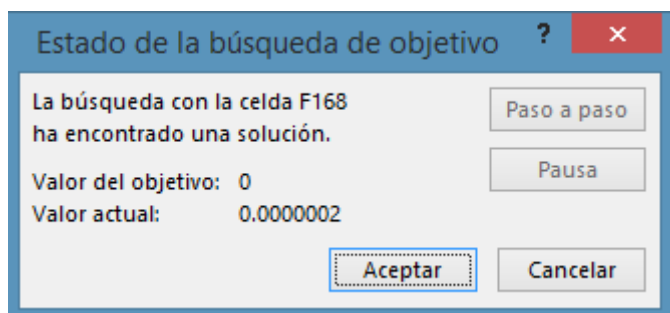 Estado de la búsqueda de objetivo ? ×
La búsqueda con la celda F168
ha encontrado una solución.
Paso a paso
Valor del objetivo: 0
Pausa
Valor actual: 0.0000002
Aceptar Cancelar